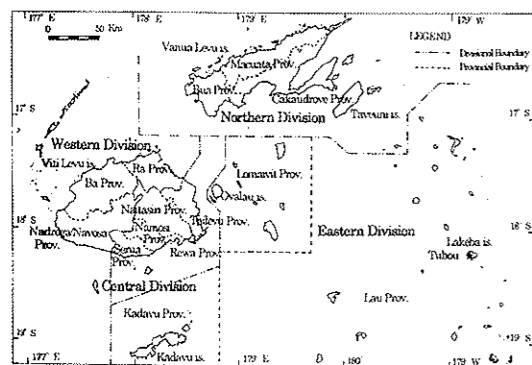 0 50 Km
178 E 179 E 180 179 W
LEGEND
Divisional Boundary
Provincial Boundary
Vanua Levu is.
Macuata Prov.
Bua Prov.
Cakaudrove Prov.
Taveuni is.
Northern Division
17 S 17 S
Western Division
Viti Levu is.
Ra Prov.
Ba Prov.
Lomaivit Prov.
Ovalau is.
Naitasiri Prov.
Tailevu Prov.
Namosi Prov.
Nadroga/Navosa Prov.
Serua Prov.
Rewa Prov.
18 S 18 S
Eastern Division
Lakeba is.
Tubou
Central Division
Lau Prov.
Kadavu Prov.
Kadavu is.
19 S 19 S
177 E 178 E 179 E 180 179 W